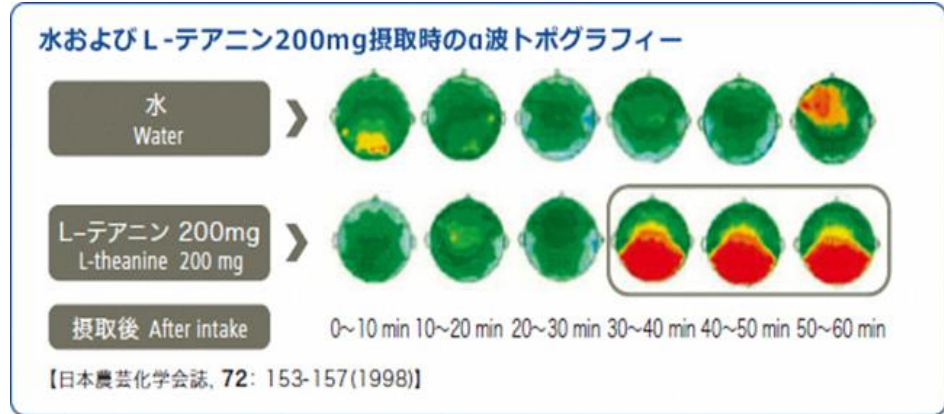 水およびL-テアニン200mg摂取時のα波トポグラフィー
水
Water
L-テアニン 200mg
L-theanine 200 mg
摂取後 After intake
0~10 min 10~20 min 20~30 min 30~40 min 40~50 min 50~60 min
【日本農芸化学会誌, 72: 153-157(1998)】